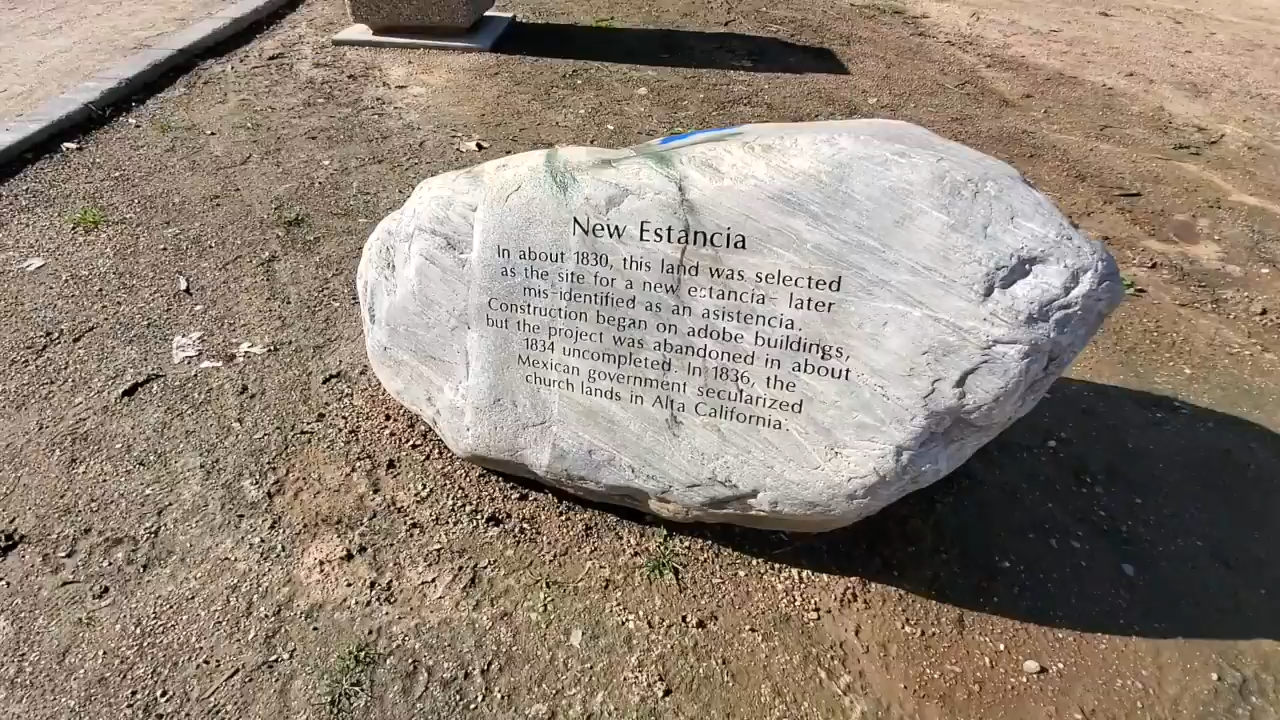 New Estancia
In about 1830, this land was selected
as the site for a new estancia- later
mis-identified as an asistencia.
Construction began on adobe buildings,
but the project was abandoned in about
1834 uncompleted. In 1836, the
Mexican government secularized
church lands in Alta California.